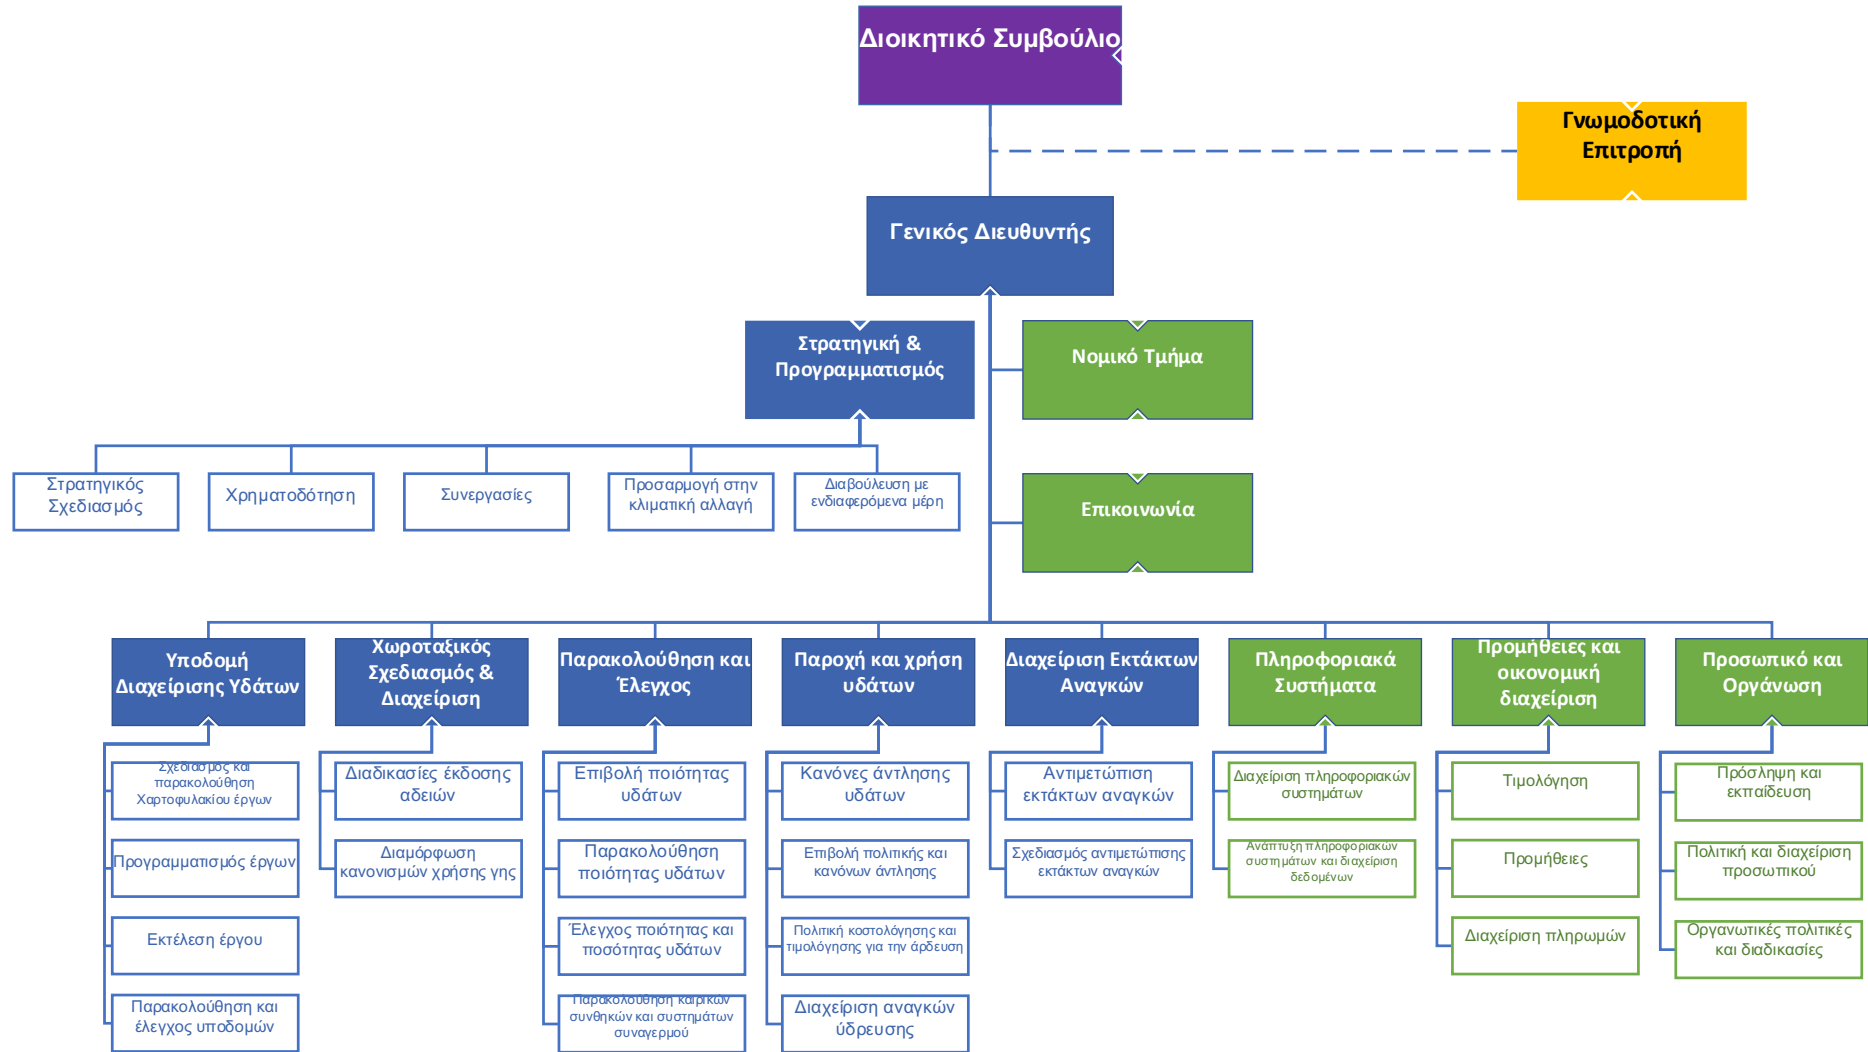 Διοικητικό Συμβούλιο
Γνωμοδοτική
Επιτροπή
Γενικός Διευθυντής
Στρατηγική &
Προγραμματισμός
Νομικό Τμήμα
Στρατηγικός
Σχεδιασμός
Χρηματοδότηση
Συνεργασίες
Προσαρμογή στην
κλιματική αλλαγή
Διαβούλευση με
ενδιαφερόμενα μέρη
Επικοινωνία
Υποδομή
Διαχείρισης Υδάτων
Χωροταξικός
Σχεδιασμός &
Διαχείριση
Παρακολούθηση και
Έλεγχος
Παροχή και χρήση
υδάτων
Διαχείριση Εκτάκτων
Αναγκών
Πληροφοριακά
Συστήματα
Προμήθειες και
οικονομική
διαχείριση
Προσωπικό και
Οργάνωση
Σχεδιασμός και
παρακολούθηση
Χαρτοφυλακίου έργων
Προγραμματισμός έργων
Εκτέλεση έργου
Παρακολούθηση και
έλεγχος υποδομών
Διαδικασίες έκδοσης
αδειών
Διαμόρφωση
κανονισμών χρήσης γης
Επιβολή ποιότητας
υδάτων
Παρακολούθηση
ποιότητας υδάτων
Έλεγχος ποιότητας και
ποσότητας υδάτων
Παρακολούθηση καιρικών
συνθηκών και συστημάτων
συναγερμού
Κανόνες άντλησης
υδάτων
Επιβολή πολιτικής και
κανόνων άντλησης
Πολιτική κοστολόγησης και
τιμολόγησης για την άρδευση
Διαχείριση αναγκών
ύδρευσης
Αντιμετώπιση
εκτάκτων αναγκών
Σχεδιασμός αντιμετώπισης
εκτάκτων αναγκών
Διαχείριση πληροφοριακών
συστημάτων
Ανάπτυξη πληροφοριακών
συστημάτων και διαχείριση
δεδομένων
Τιμολόγηση
Προμήθειες
Διαχείριση πληρωμών
Πρόσληψη και
εκπαίδευση
Πολιτική και διαχείριση
προσωπικού
Οργανωτικές πολιτικές
και διαδικασίες